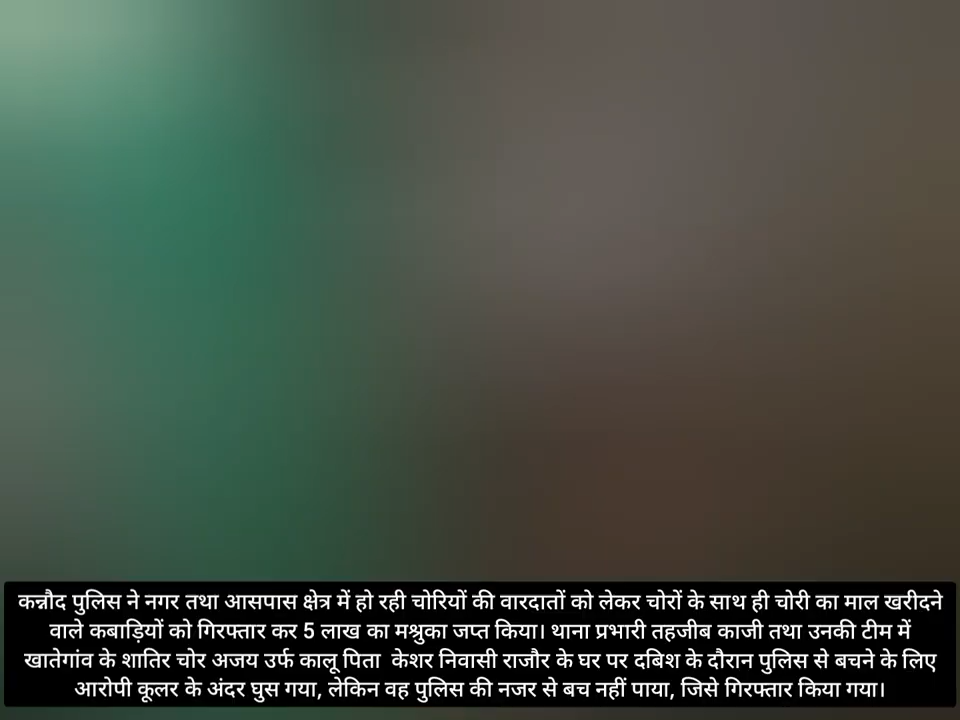 कन्नौद पुलिस ने नगर तथा आसपास क्षेत्र में हो रही चोरियों की वारदातों को लेकर चोरों के साथ ही चोरी का माल खरीदने
वाले कबाड़ियों को गिरफ्तार कर 5 लाख का मश्रुका जप्त किया। थाना प्रभारी तहजीब काजी तथा उनकी टीम में
खातेगांव के शातिर चोर अजय उर्फ कालू पिता केशर निवासी राजौर के घर पर दबिश के दौरान पुलिस से बचने के लिए
आरोपी कूलर के अंदर घुस गया, लेकिन वह पुलिस की नजर से बच नहीं पाया, जिसे गिरफ्तार किया गया।